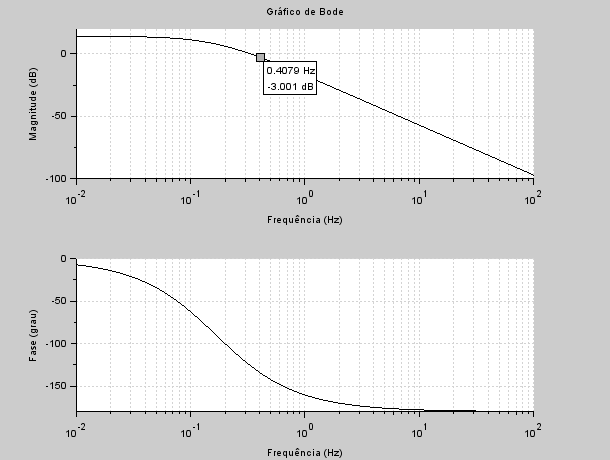 Gráfico de Bode
0
-50
-100
Magnitude (dB)
0.4079 Hz
-3.001 dB
10-2 10-1 100 101 102
Frequência (Hz)
0
-50
-100
-150
Fase (grau)
10-2 10-1 100 101 102
Frequência (Hz)